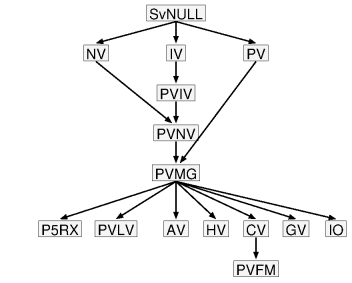 SvNULL
NV IV PV
PVIV
PVNV
PVMG
P5RX PVLV AV HV CV GV IO
PVFM